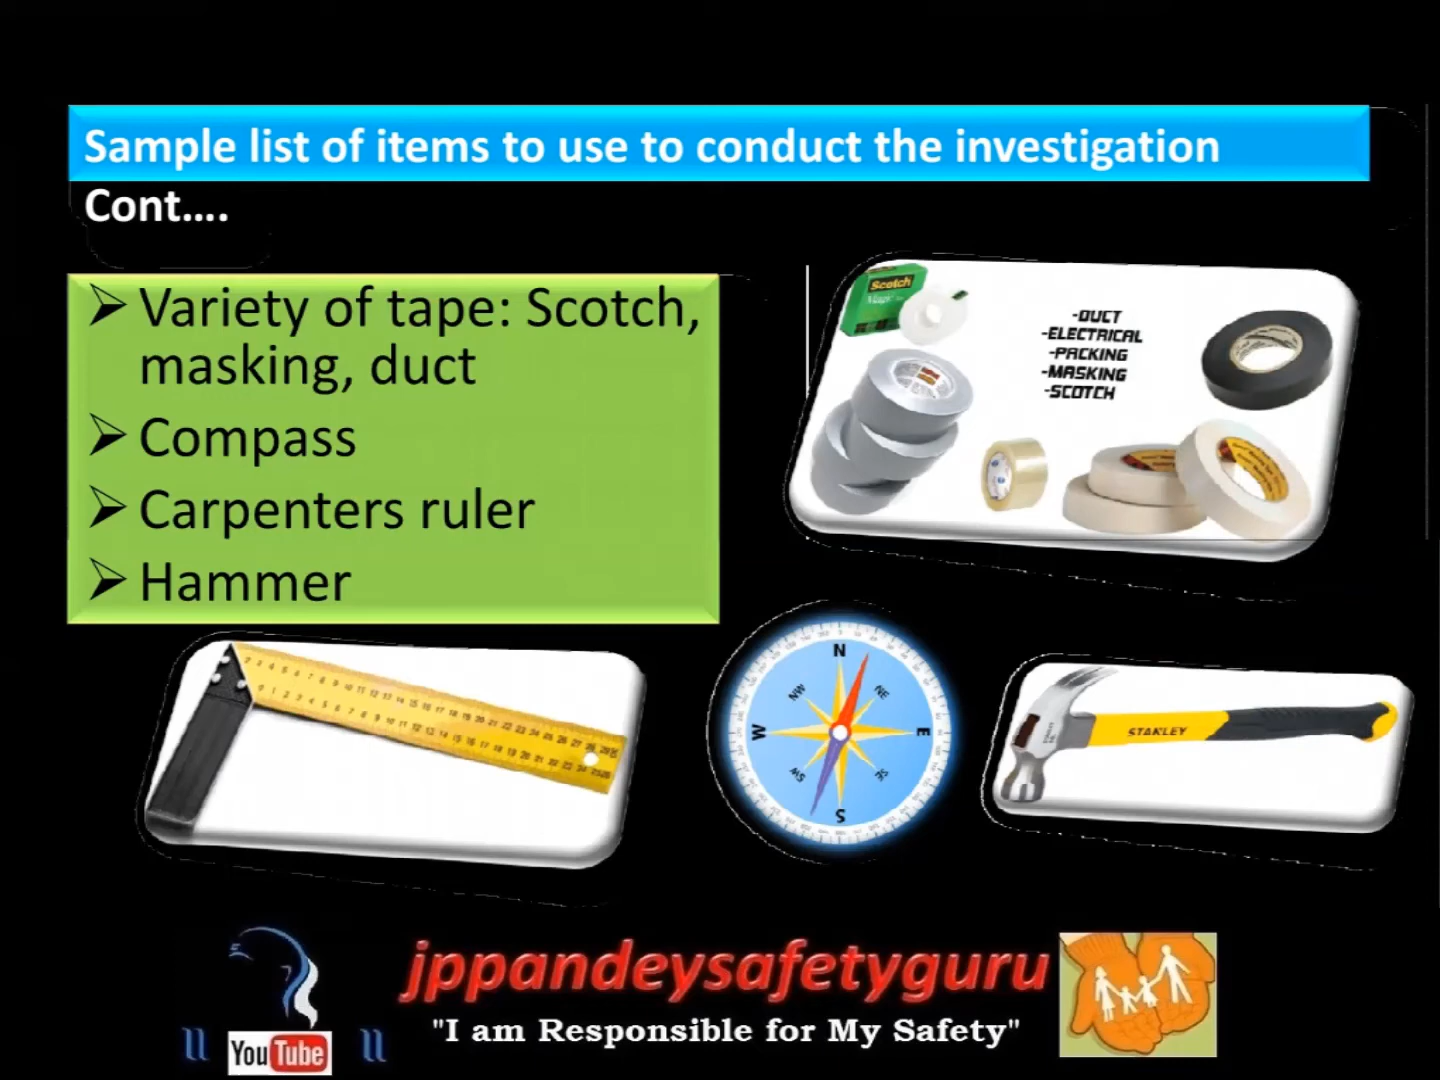 Sample list of items to use to conduct the investigation
Cont....
Variety of tape: Scotch,
masking, duct
Compass
Carpenters ruler
Hammer
Scotch
Magic
-DUCT
-ELECTRICAL
-PACKING
-MASKING
-SCOTCH
N
NW
NE
W
E
SW
SE
S
STANLEY
jppandeysafetyguru
"I am Responsible for My Safety"
YouTube